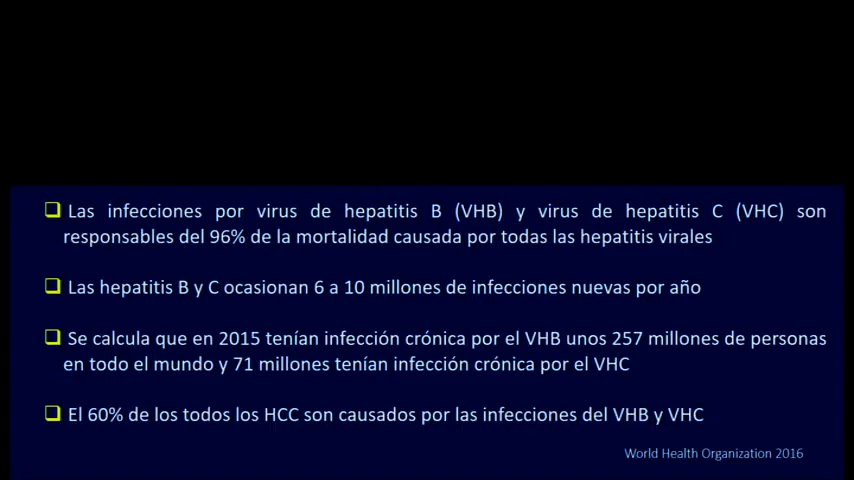 ❑ Las infecciones por virus de hepatitis B (VHB) y virus de hepatitis C (VHC) son
responsables del 96% de la mortalidad causada por todas las hepatitis virales
❑ Las hepatitis B y C ocasionan 6 a 10 millones de infecciones nuevas por año
❑ Se calcula que en 2015 tenían infección crónica por el VHB unos 257 millones de personas
en todo el mundo y 71 millones tenían infección crónica por el VHC
❑ El 60% de los todos los HCC son causados por las infecciones del VHB y VHC
World Health Organization 2016